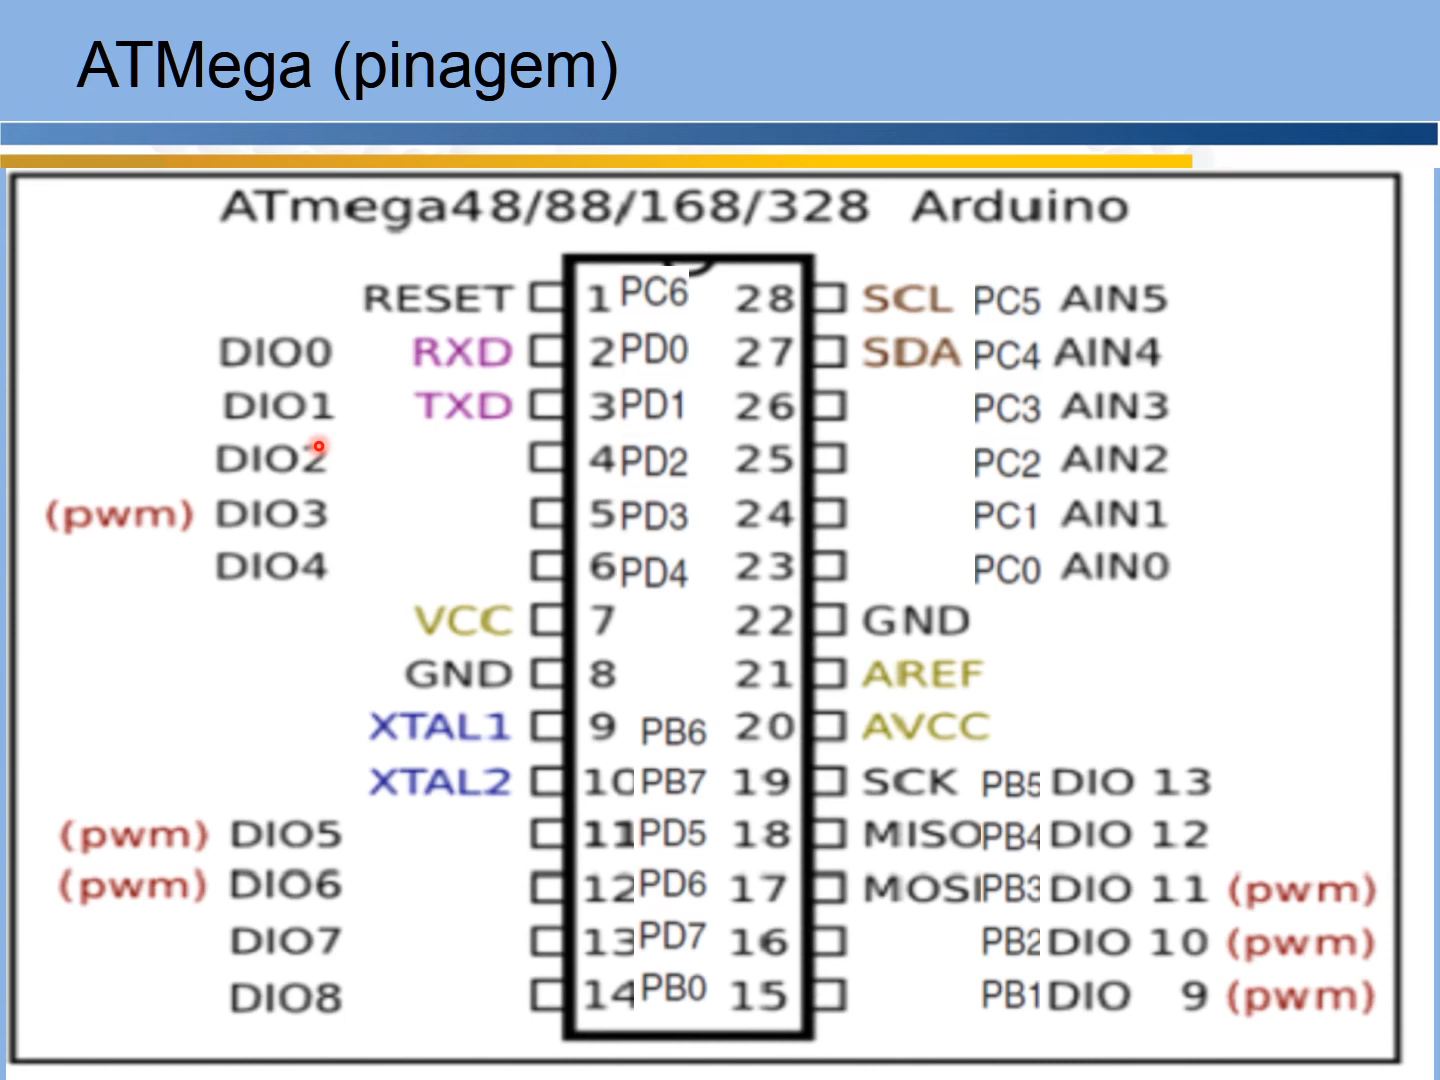 ATMega (pinagem)
ATmega48/88/168/328 Arduino
RESET 1 PC6 28 SCL PC5 AIN5
DIO0 RXD 2 PD0 27 SDA PC4 AIN4
DIO1 TXD 3 PD1 26 PC3 AIN3
DIO2 4 PD2 25 PC2 AIN2
(pwm) DIO3 5 PD3 24 PC1 AIN1
DIO4 6 PD4 23 PC0 AIN0
VCC 7 22 GND
GND 8 21 AREF
XTAL1 9 PB6 20 AVCC
XTAL2 10 PB7 19 SCK PB5 DIO 13
(pwm) DIO5 11 PD5 18 MISO PB4 DIO 12
(pwm) DIO6 12 PD6 17 MOSI PB3 DIO 11 (pwm)
DIO7 13 PD7 16 PB2 DIO 10 (pwm)
DIO8 14 PB0 15 PB1 DIO 9 (pwm)